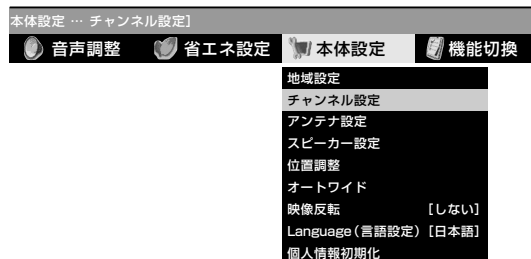 本体設定 … チャンネル設定]
音声調整 省エネ設定 本体設定 機能切換
地域設定
チャンネル設定
アンテナ設定
スピーカー設定
位置調整
オートワイド
映像反転 [しない]
Language(言語設定) [日本語]
個人情報初期化